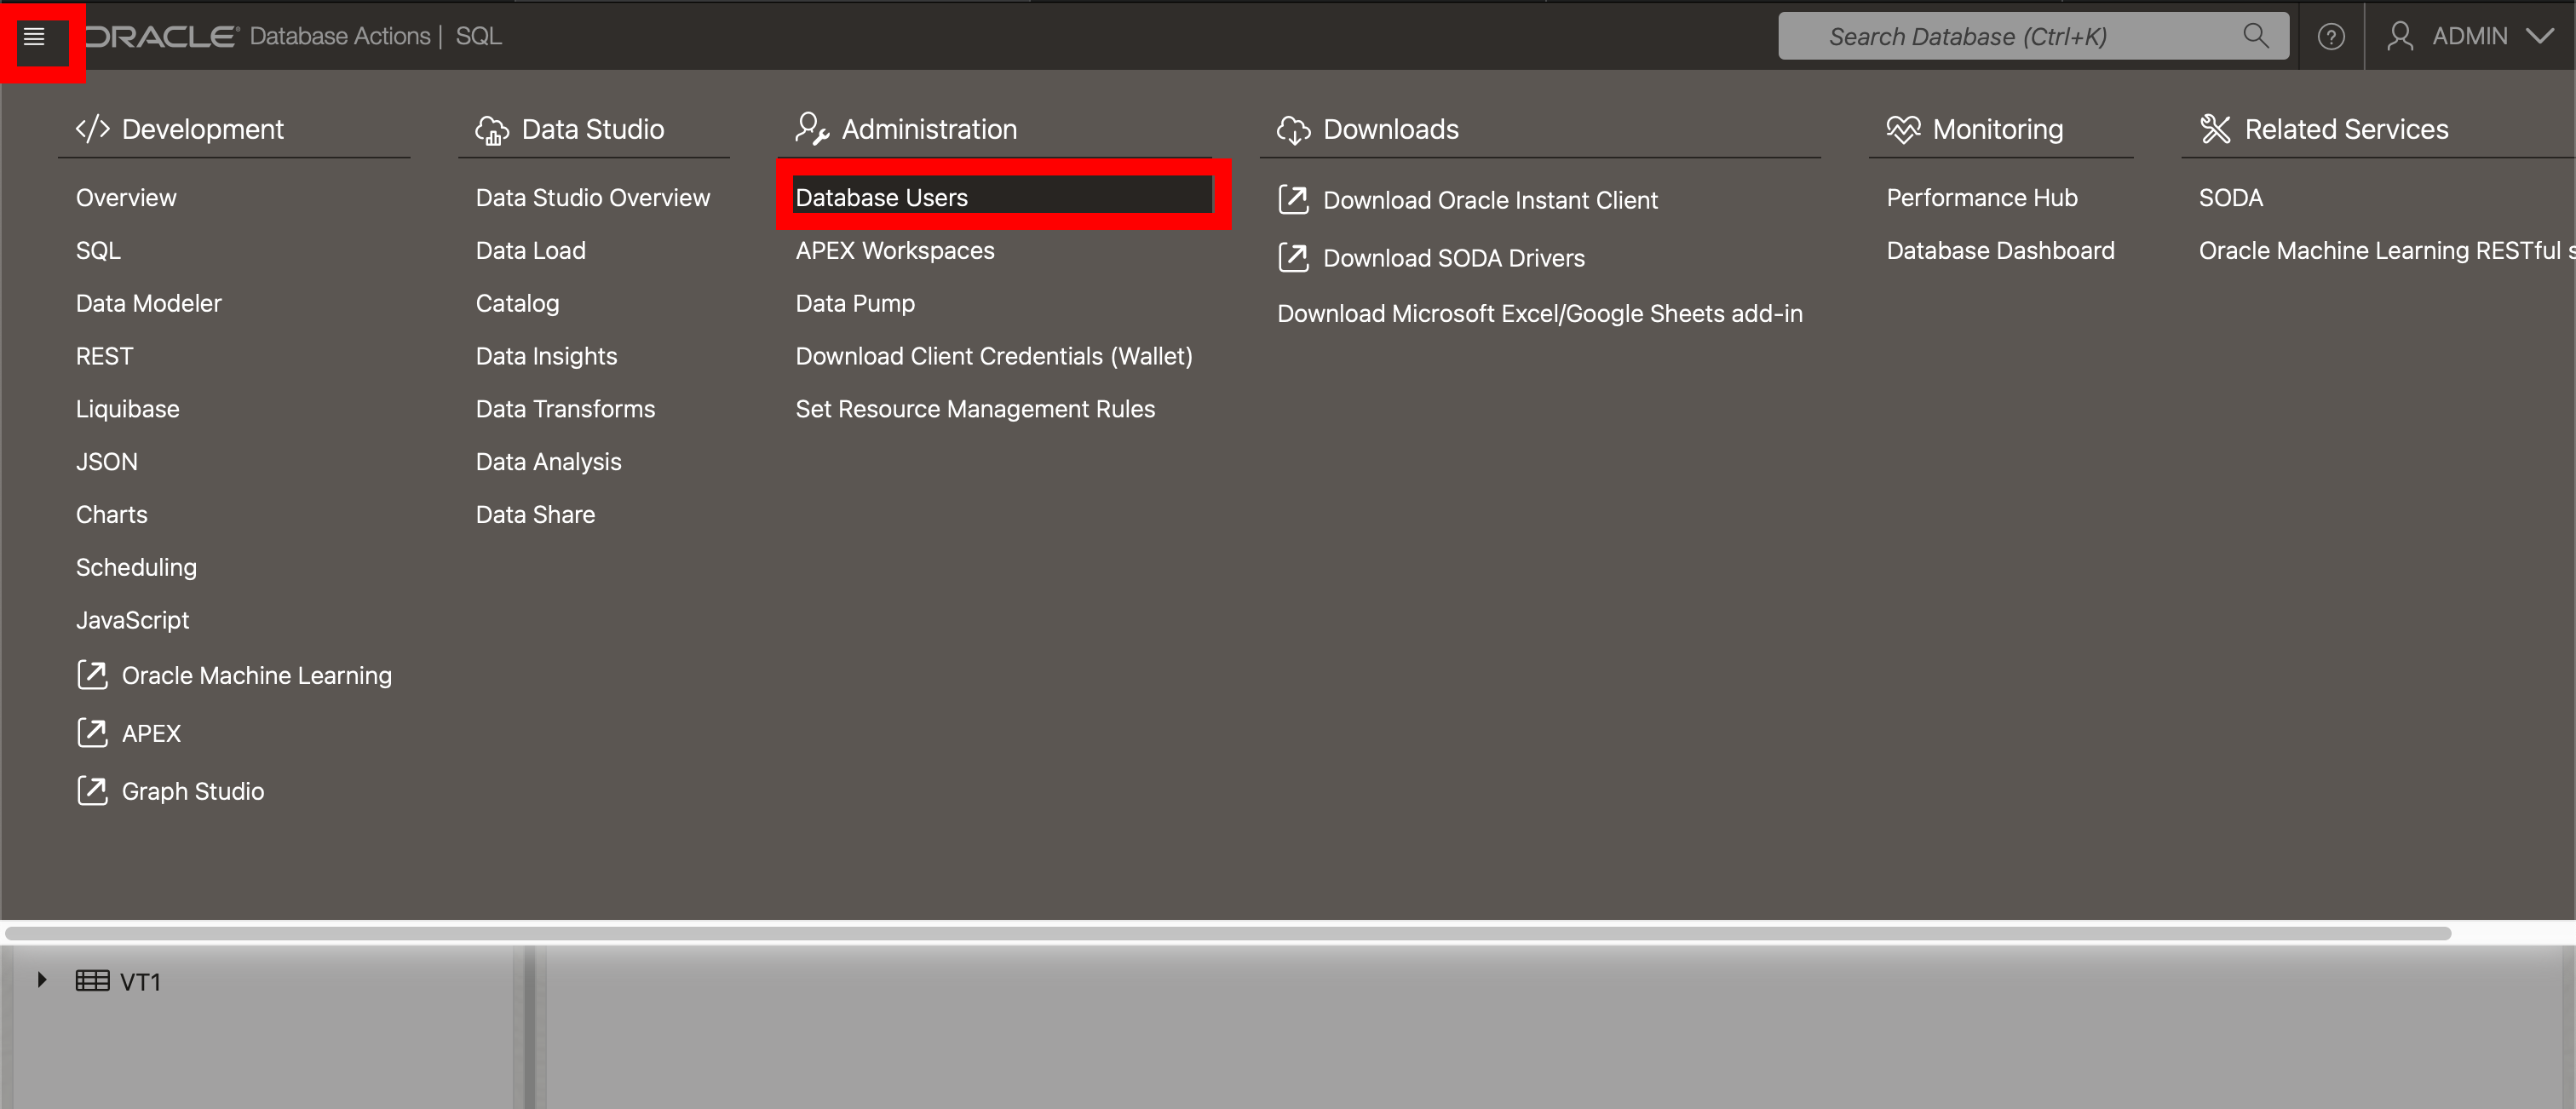 ORACLE® Database Actions | SQL
Search Database (Ctrl+K)
ADMIN
Development
Overview
SQL
Data Modeler
REST
Liquibase
JSON
Charts
Scheduling
JavaScript
Oracle Machine Learning
APEX
Graph Studio
Data Studio
Data Studio Overview
Data Load
Catalog
Data Insights
Data Transforms
Data Analysis
Data Share
Administration
Database Users
APEX Workspaces
Data Pump
Download Client Credentials (Wallet)
Set Resource Management Rules
Downloads
Download Oracle Instant Client
Download SODA Drivers
Download Microsoft Excel/Google Sheets add-in
Monitoring
Performance Hub
Database Dashboard
Related Services
SODA
Oracle Machine Learning RESTful s
VT1